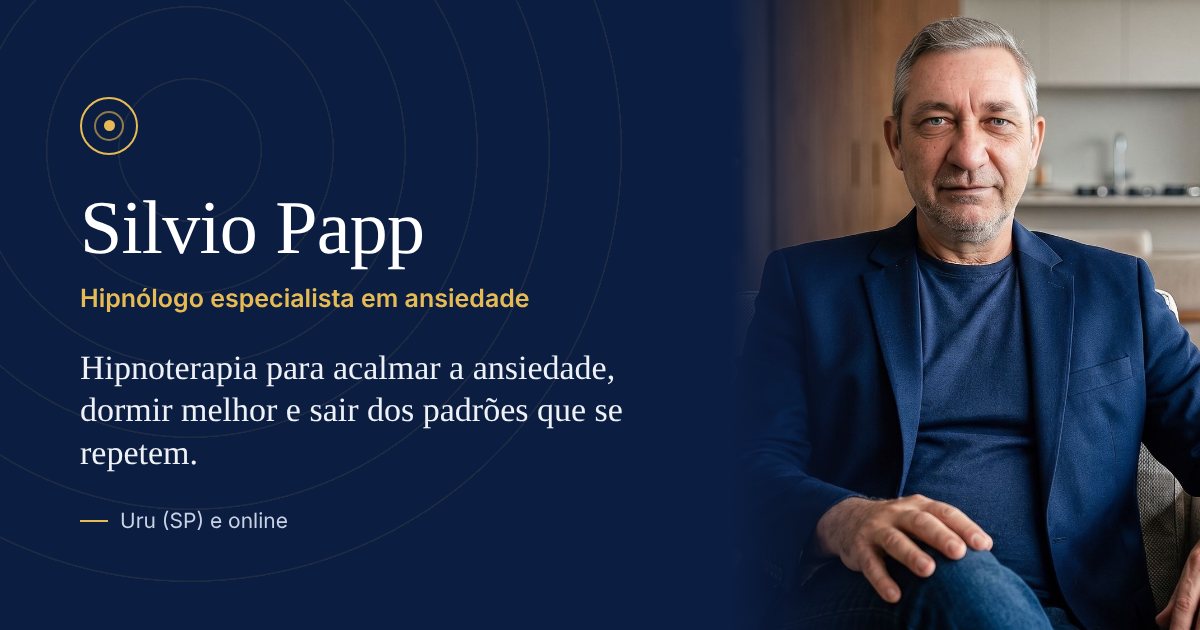 Silvio Papp
Hipnólogo especialista em ansiedade
Hipnoterapia para acalmar a ansiedade,
dormir melhor e sair dos padrões que se
repetem.
Uru (SP) e online